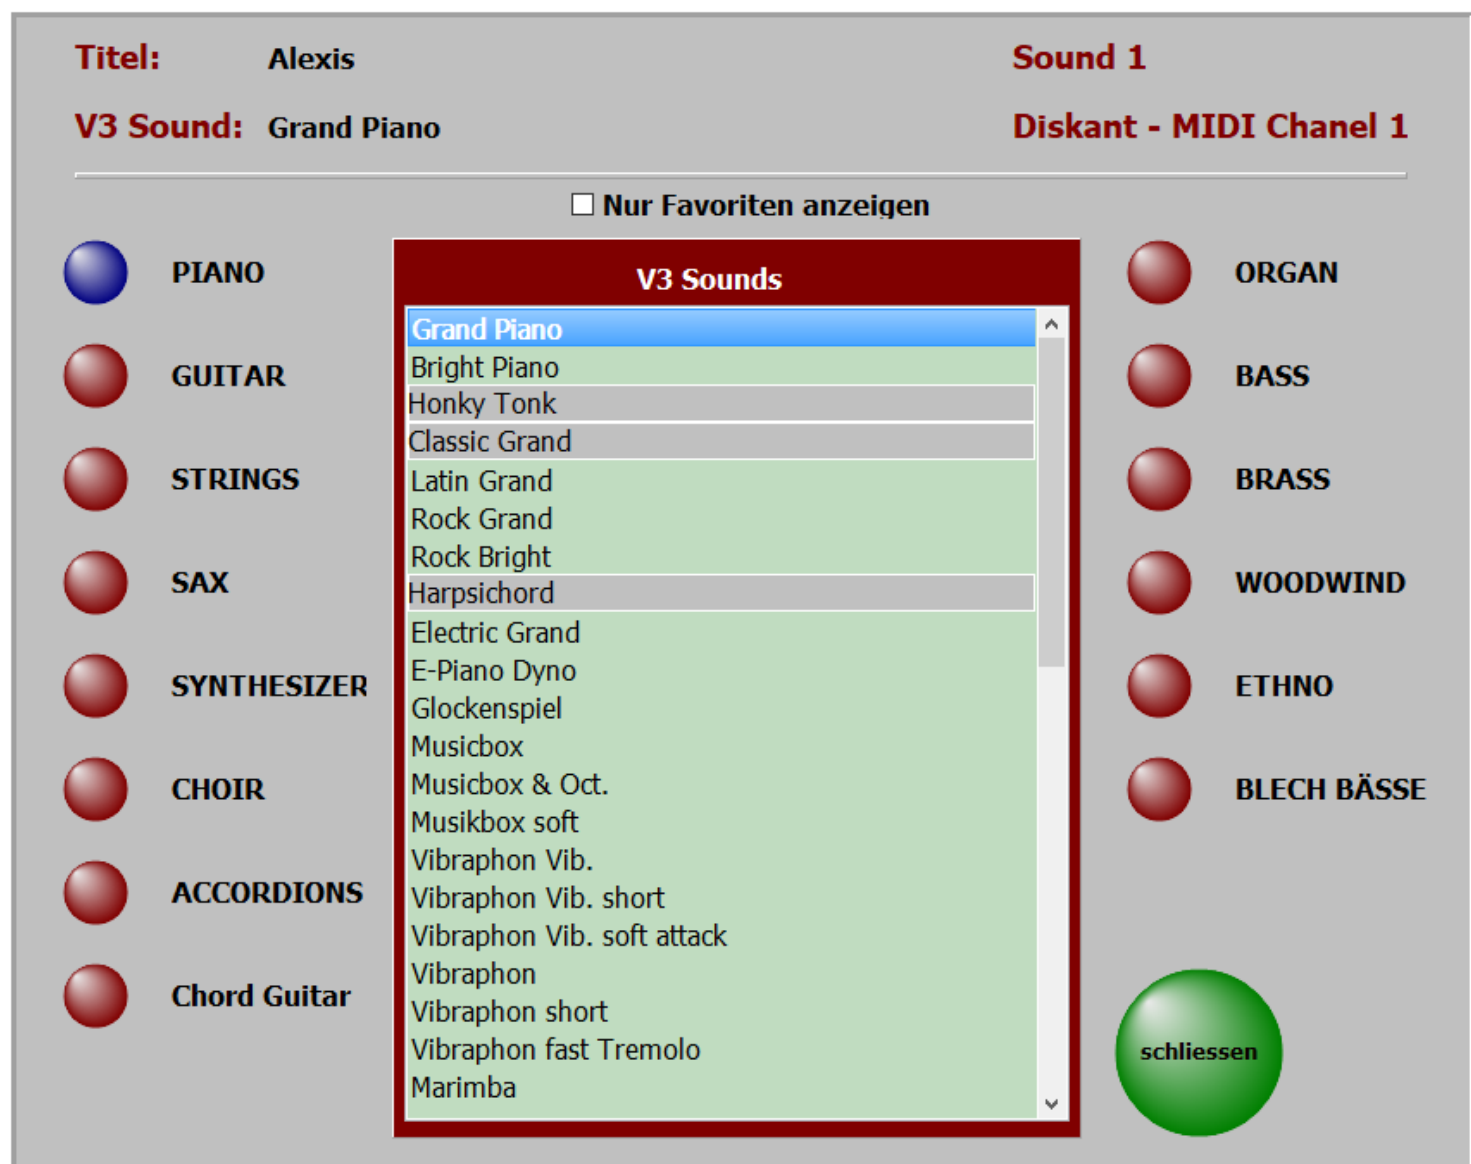 Titel: Alexis Sound 1
V3 Sound: Grand Piano Diskant - MIDI Chanel 1
Nur Favoriten anzeigen
PIANO
GUITAR
STRINGS
SAX
SYNTHESIZER
CHOIR
ACCORDIONS
Chord Guitar
V3 Sounds
Grand Piano
Bright Piano
Honky Tonk
Classic Grand
Latin Grand
Rock Grand
Rock Bright
Harpsichord
Electric Grand
E-Piano Dyno
Glockenspiel
Musicbox
Musicbox & Oct.
Musikbox soft
Vibraphon Vib.
Vibraphon Vib. short
Vibraphon Vib. soft attack
Vibraphon
Vibraphon short
Vibraphon fast Tremolo
Marimba
ORGAN
BASS
BRASS
WOODWIND
ETHNO
BLECH BÄSSE
schliessen